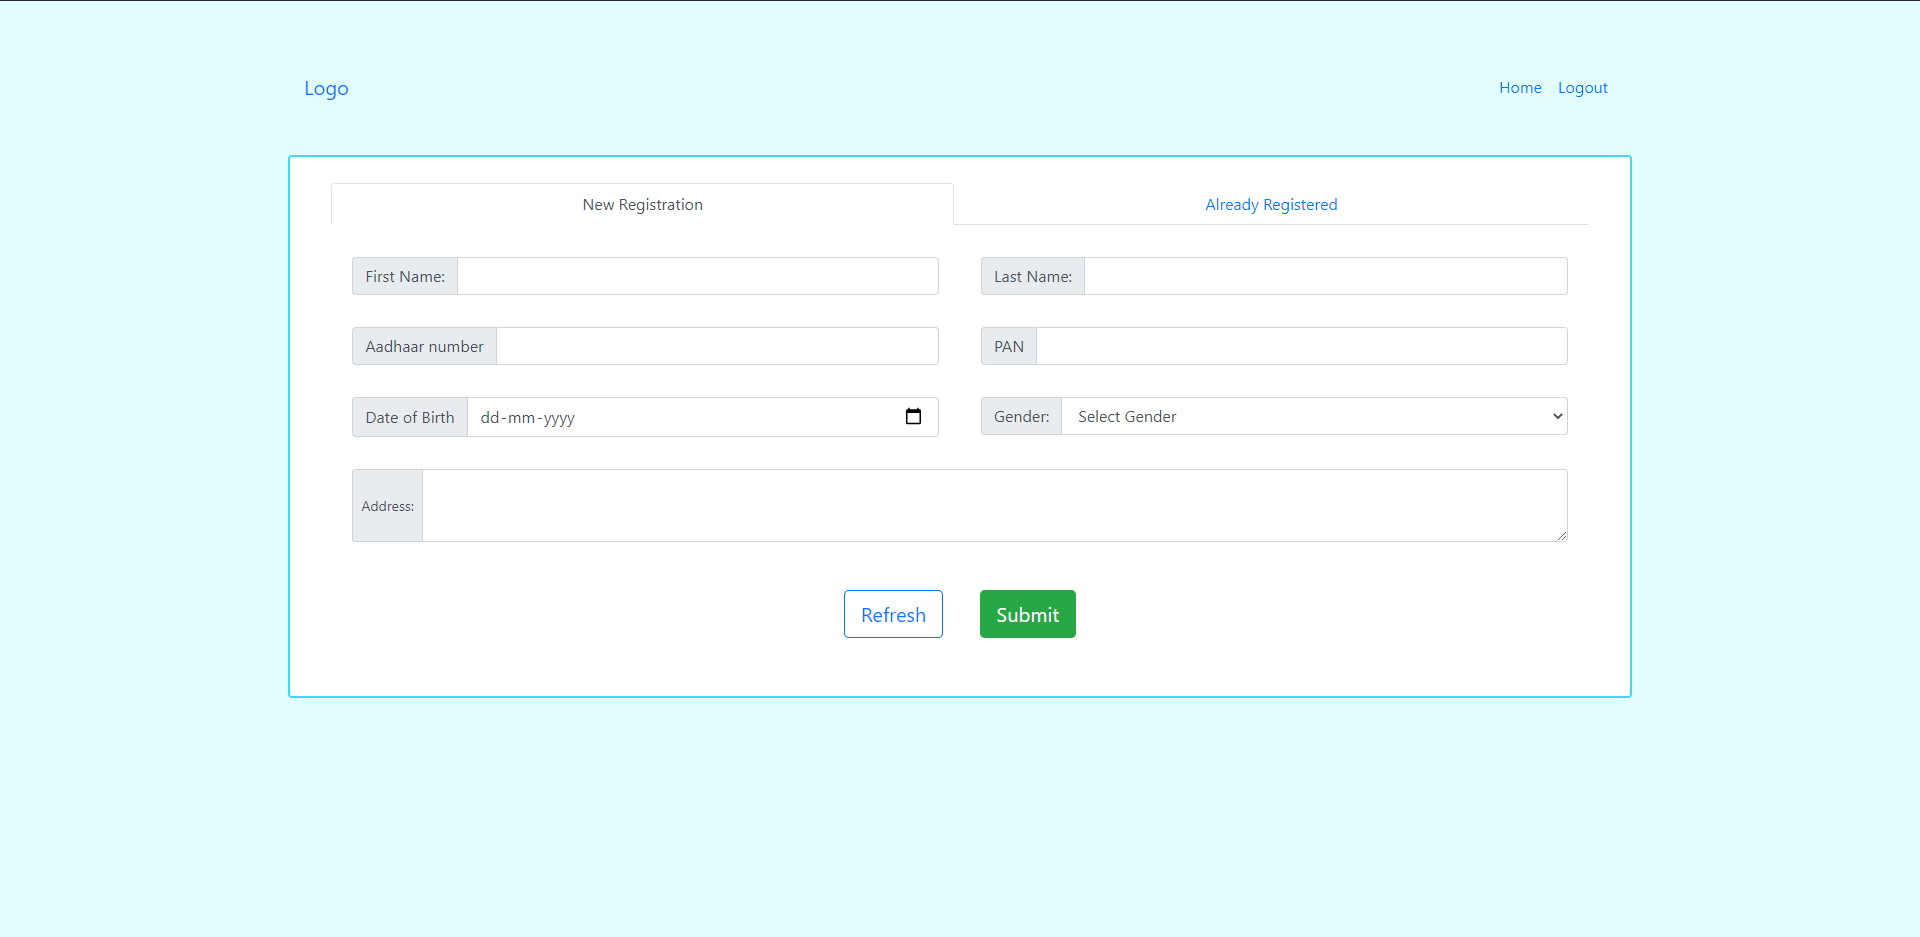 Logo
Home Logout
New Registration Already Registered
First Name: Last Name:
Aadhaar number PAN
Date of Birth dd-mm-yyyy Gender: Select Gender
Address:
Refresh Submit